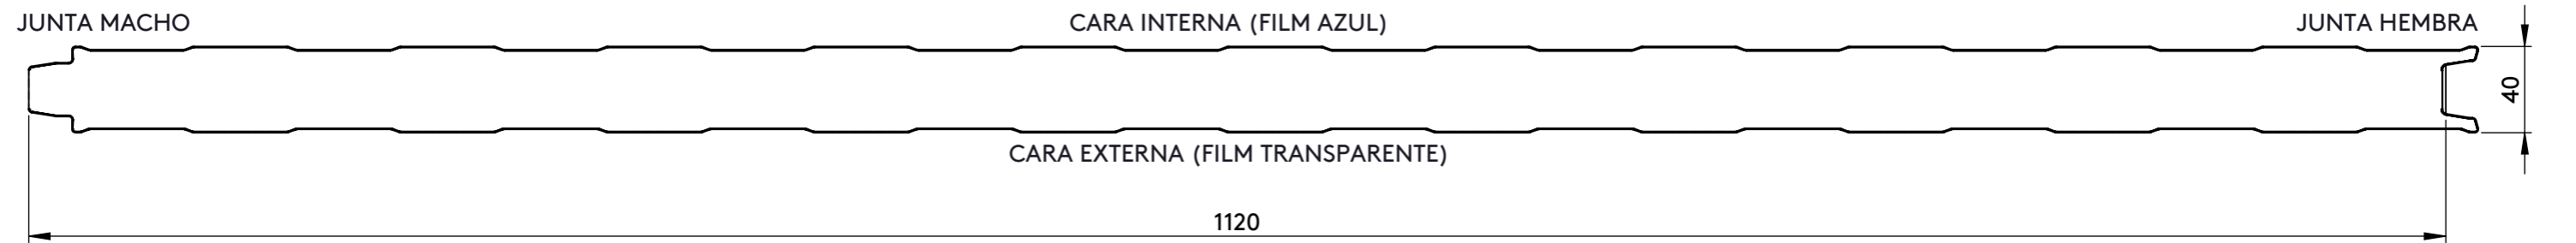 JUNTA MACHO
CARA INTERNA (FILM AZUL)
JUNTA HEMBRA
40
CARA EXTERNA (FILM TRANSPARENTE)
1120